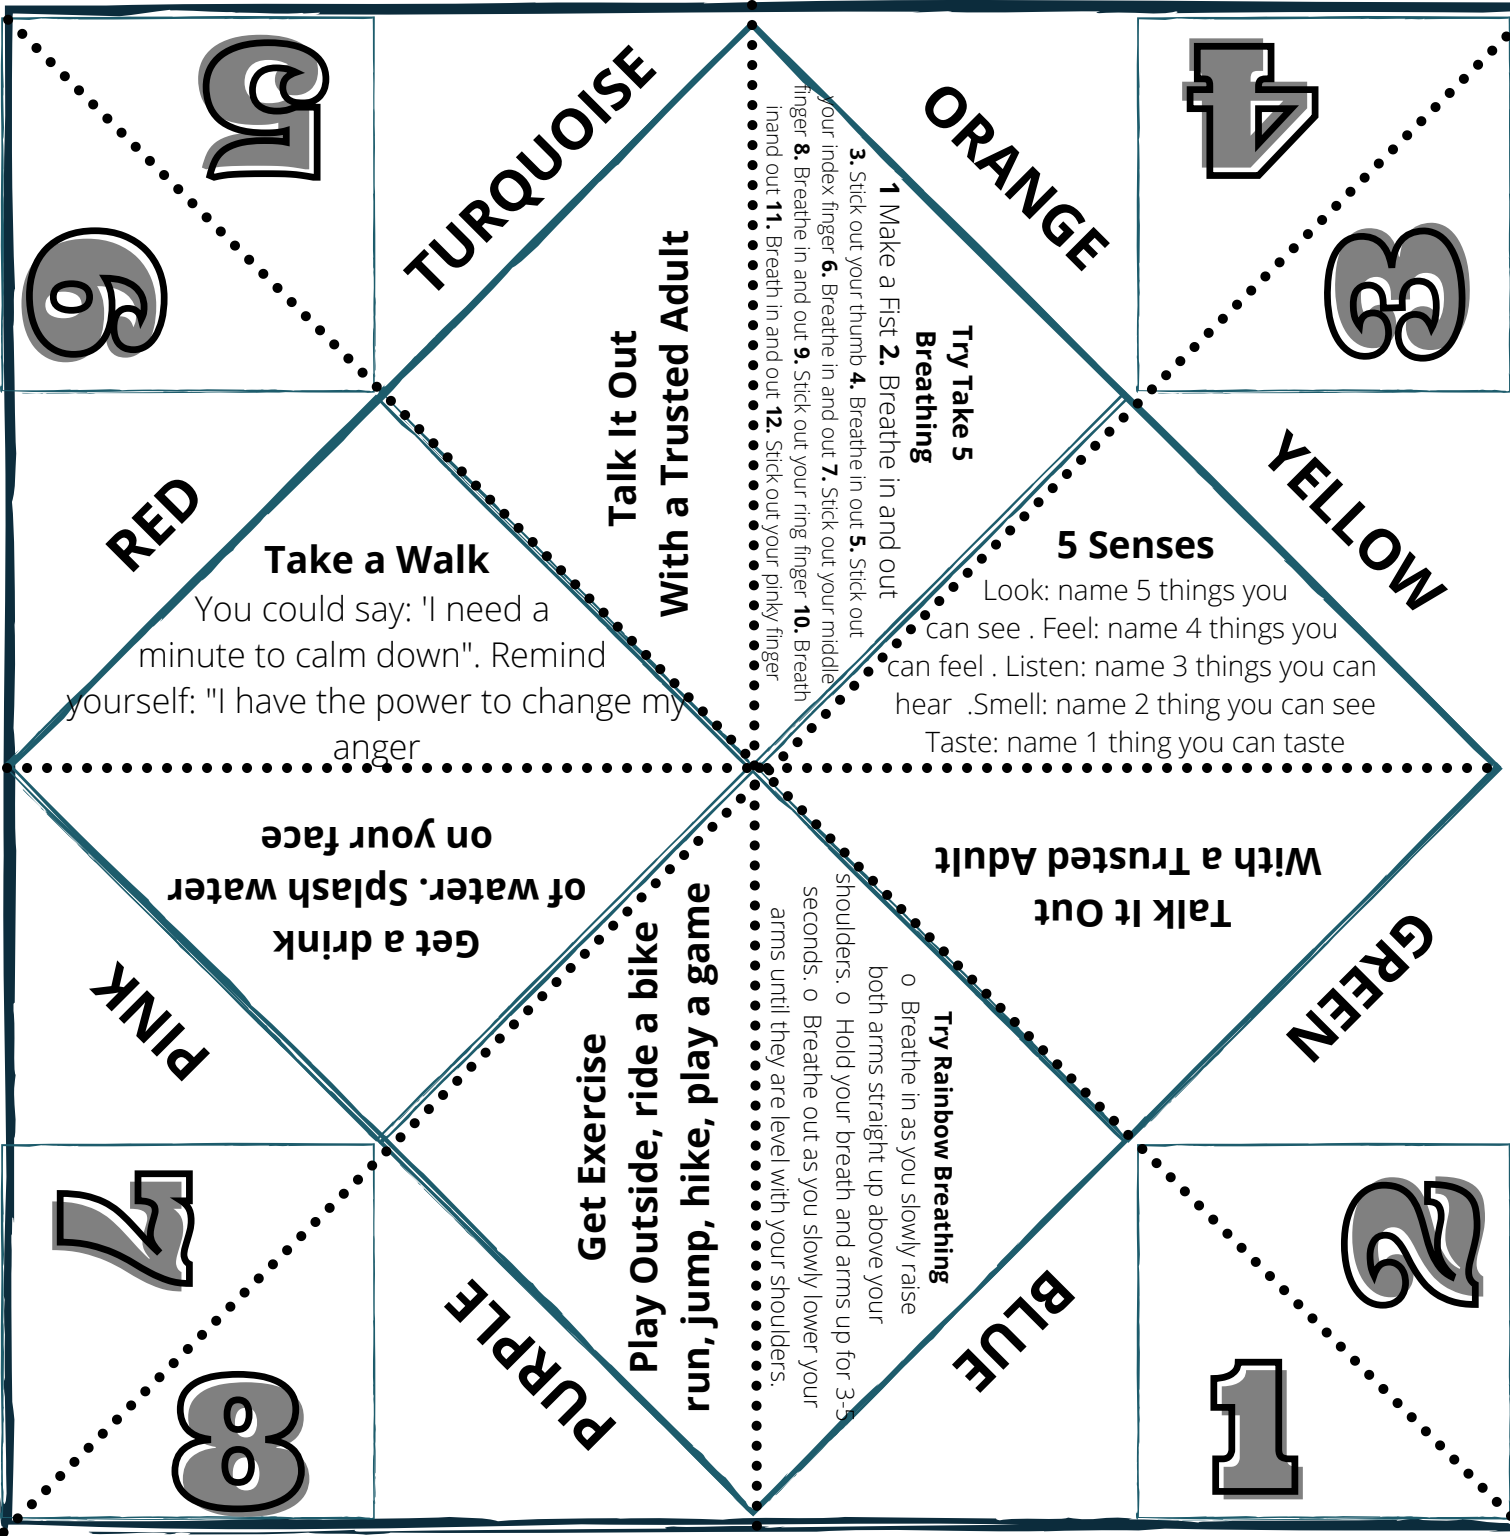 5
TURQUOISE
ORANGE
4
6
3
RED
YELLOW
Talk It Out
With a Trusted Adult
Try Take 5
Breathing
1 Make a Fist 2. Breathe in and out
3. Stick out your thumb 4. Breathe in out 5. Stick out
your index finger 6. Breathe in and out 7. Stick out your middle
finger 8. Breathe in and out 9. Stick out your ring finger 10. Breath
inand out 11. Breath in and out 12. Stick out your pinky finger
Take a Walk
You could say: 'I need a
minute to calm down". Remind
yourself: "I have the power to change my
anger
5 Senses
Look: name 5 things you
can see . Feel: name 4 things you
can feel . Listen: name 3 things you can
hear .Smell: name 2 thing you can see
Taste: name 1 thing you can taste
Get a drink
of water. Splash water
on your face
Talk It Out
With a Trusted Adult
PINK
GREEN
Get Exercise
Play Outside, ride a bike
run, jump, hike, play a game
Try Rainbow Breathing
o Breathe in as you slowly raise
both arms straight up above your
shoulders. o Hold your breath and arms up for 3-5
seconds. o Breathe out as you slowly lower your
arms until they are level with your shoulders.
7
2
PURPLE
BLUE
8
1